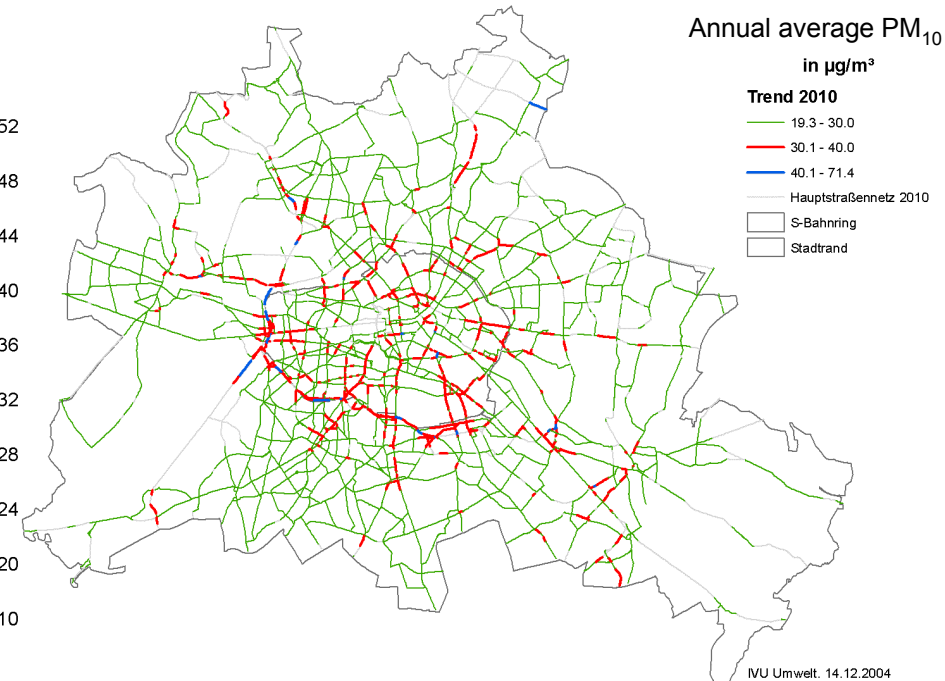 Annual average PM10
in µg/m³
Trend 2010
19.3 - 30.0
30.1 - 40.0
40.1 - 71.4
Hauptstraßennetz 2010
S-Bahnring
Stadtrand
52
48
44
40
36
32
28
24
20
10
IVU Umwelt. 14.12.2004